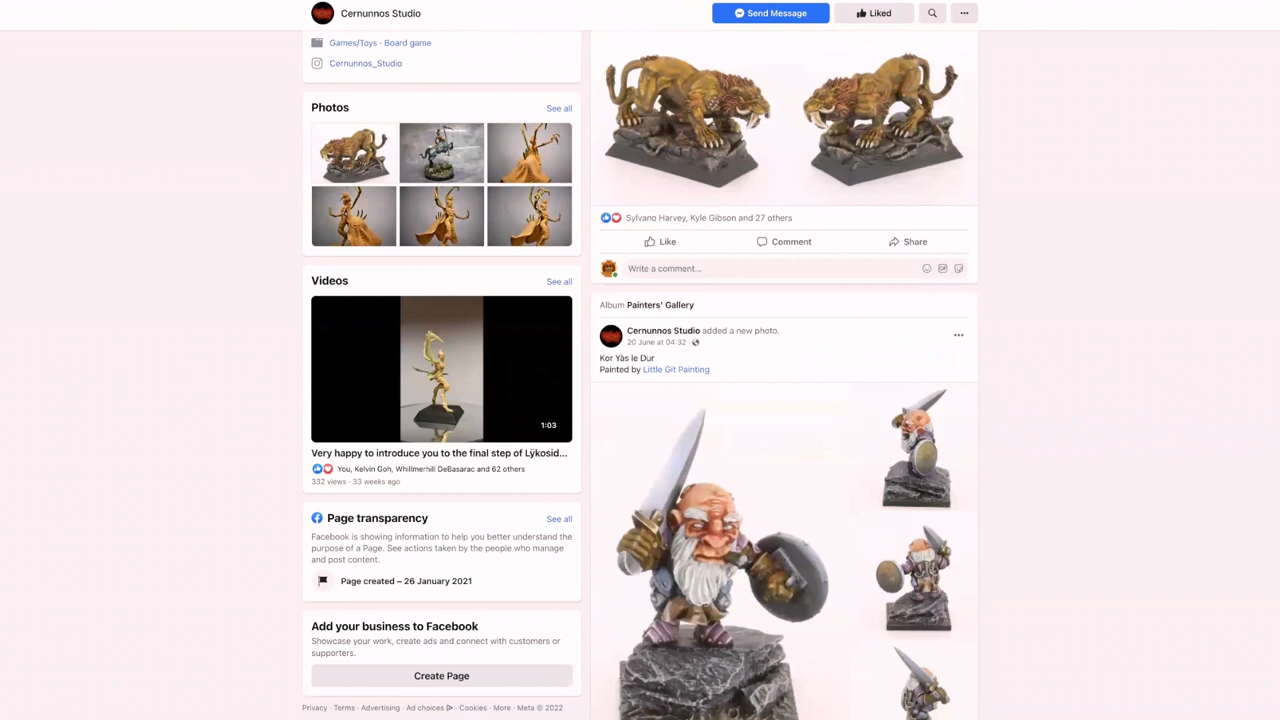 Cernunnos Studio
Send Message
Liked
Games/Toys · Board game
Cernunnos_Studio
Photos
See all
Videos
See all
1:03
Very happy to introduce you to the final step of Lÿkosid...
You, Kelvin Goh, Whillmerhill DeBasarac and 62 others
332 views · 33 weeks ago
Page transparency
See all
Facebook is showing information to help you better understand the
purpose of a Page. See actions taken by the people who manage
and post content.
Page created – 26 January 2021
Add your business to Facebook
Showcase your work, create ads and connect with customers or
supporters.
Create Page
Privacy · Terms · Advertising · Ad choices · Cookies · More · Meta © 2022
Sylvano Harvey, Kyle Gibson and 27 others
Like
Comment
Share
Write a comment...
Album Painters' Gallery
Cernunnos Studio added a new photo.
20 June at 04:32 ·
Kor Yàs le Dur
Painted by Little Git Painting